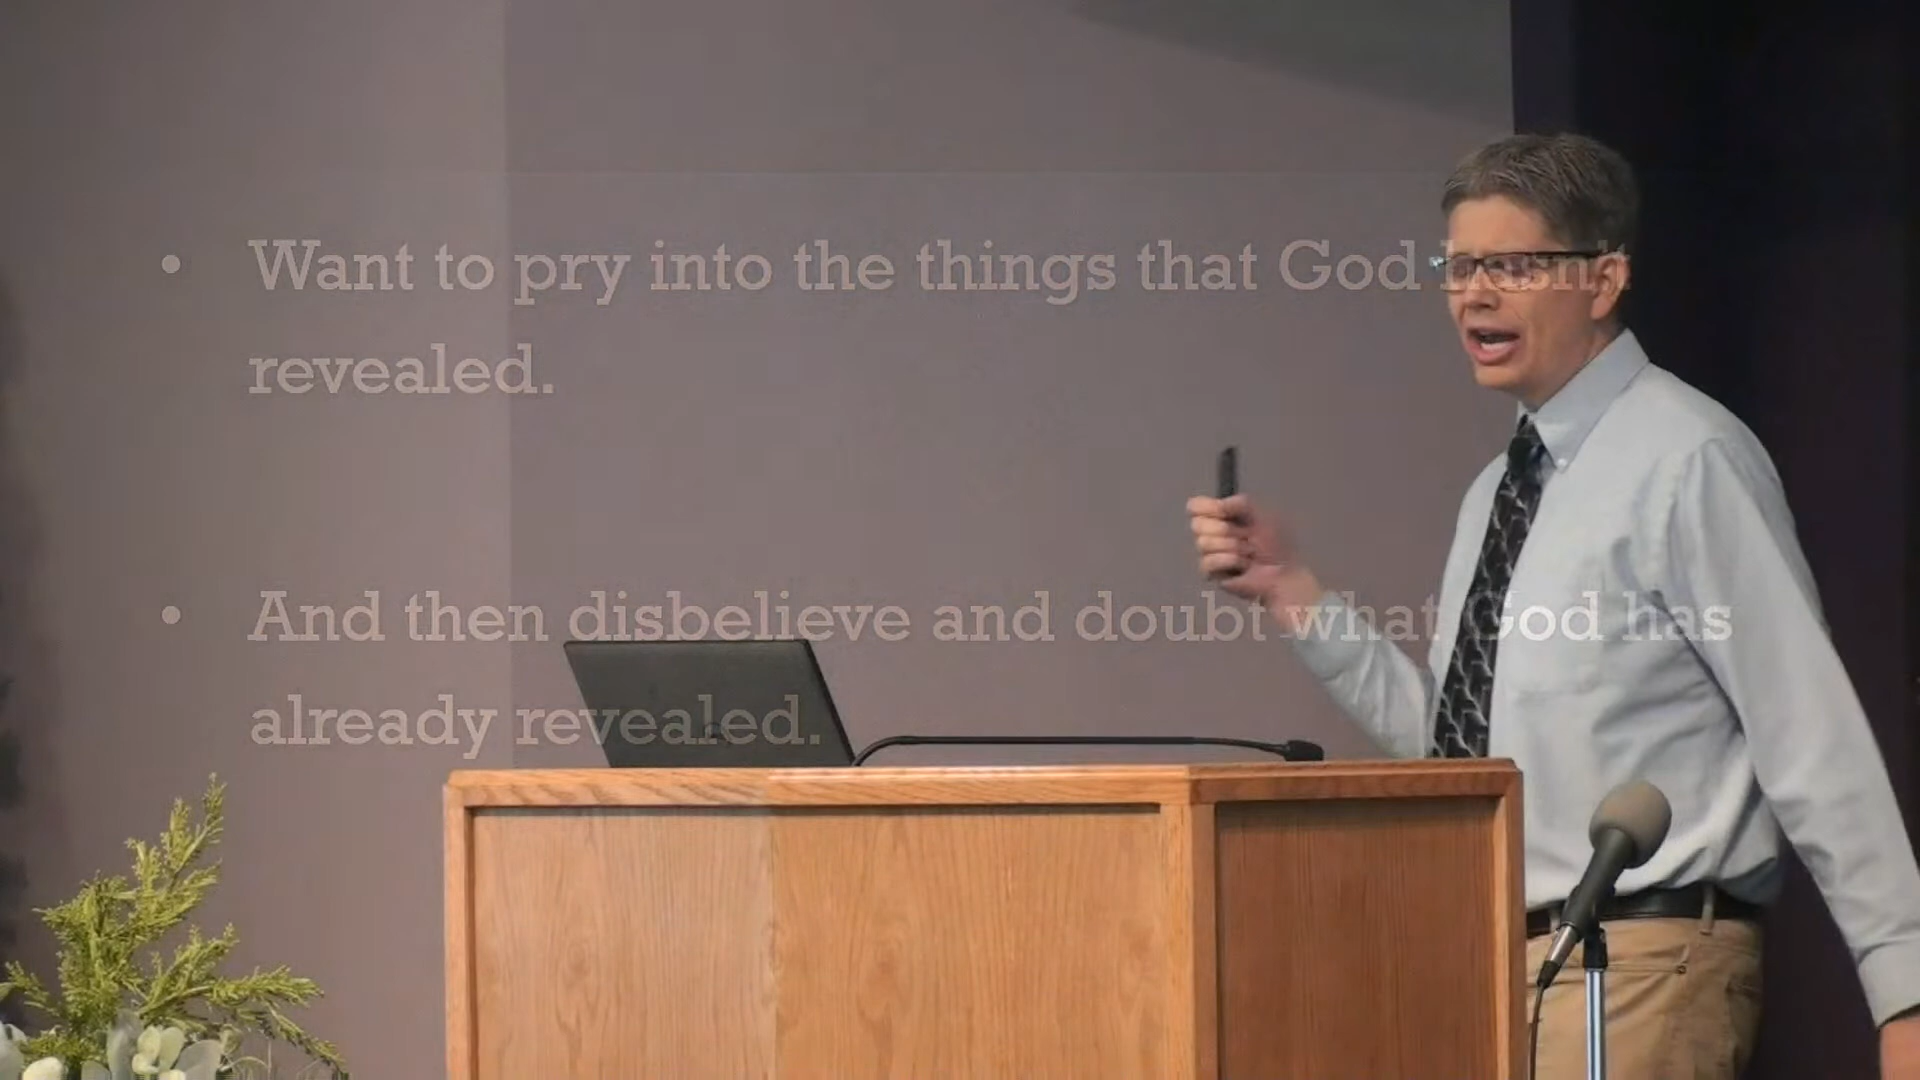 • Want to pry into the things that God hasn't
revealed.
• And then disbelieve and doubt what God has
already revealed.